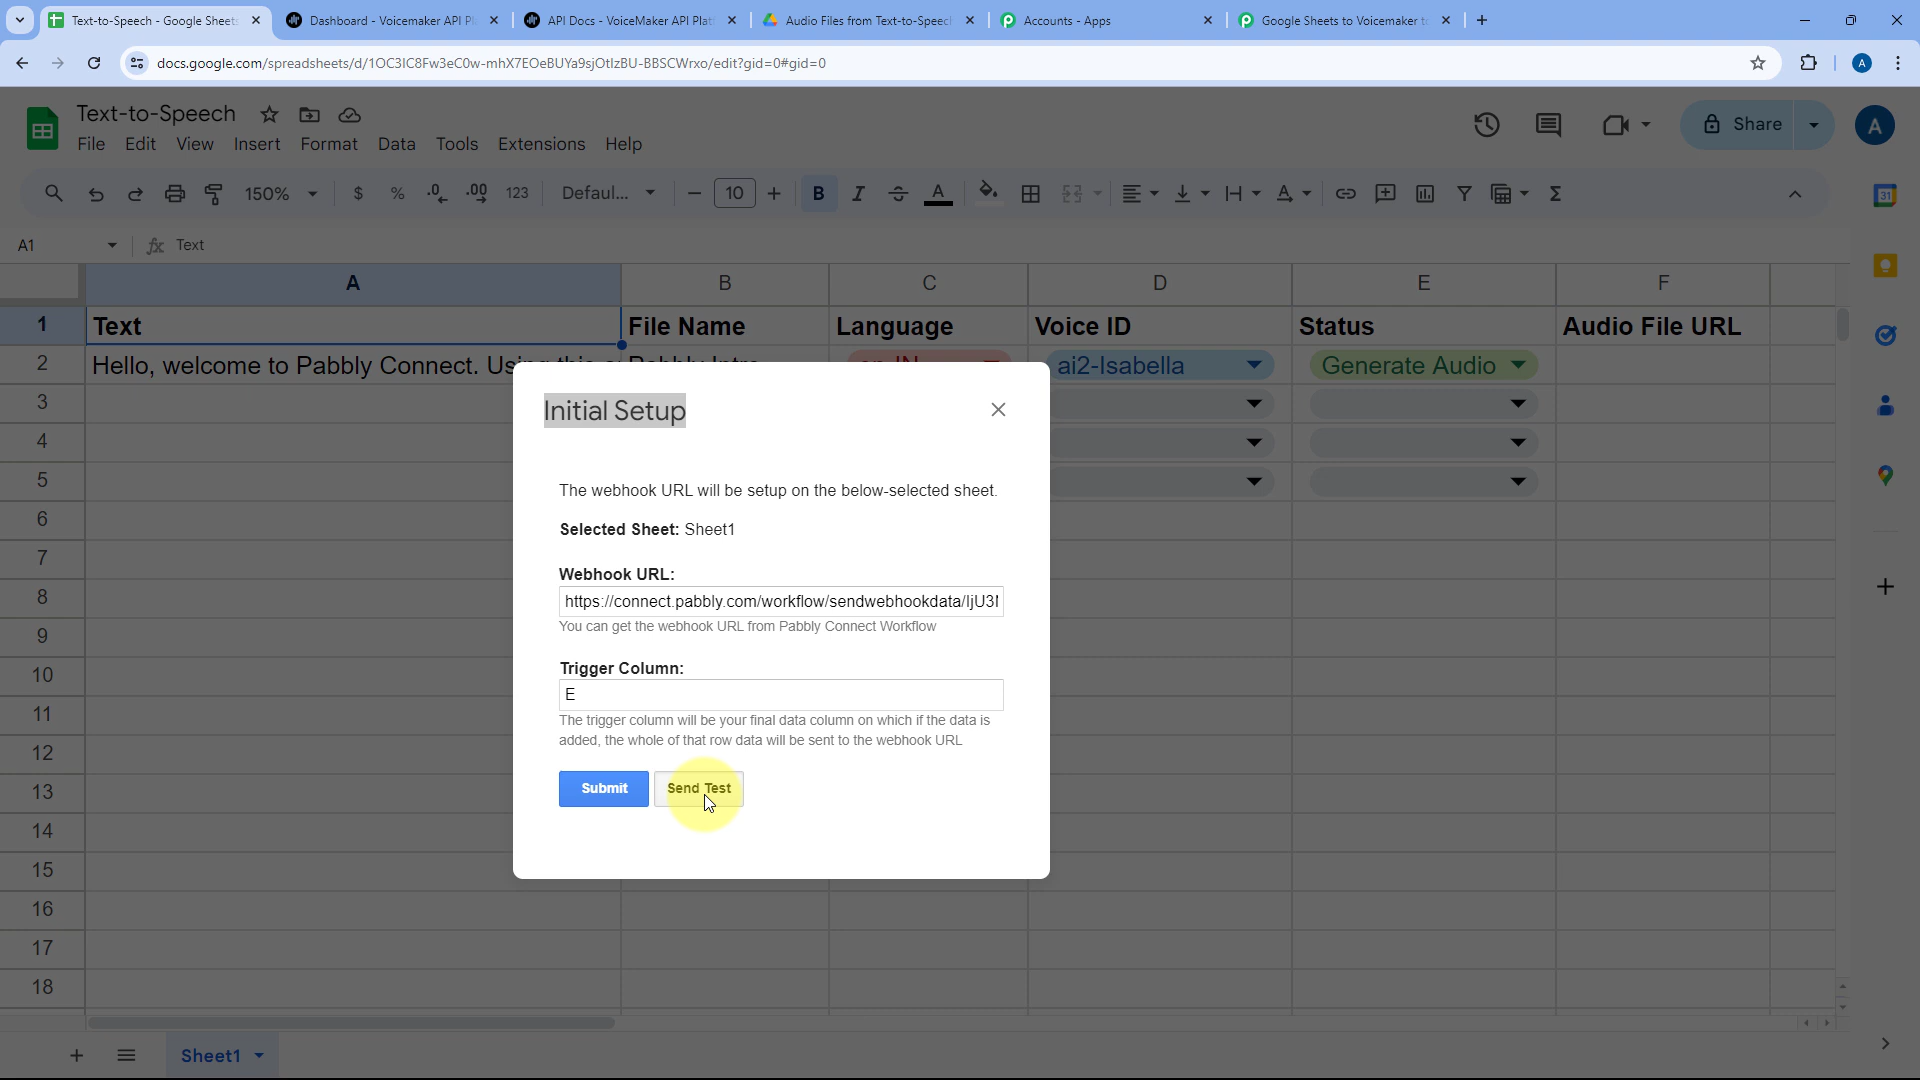 Text-to-Speech - Google Sheets
Dashboard - Voicemaker API Pl
API Docs - VoiceMaker API Platf
Audio Files from Text-to-Speech
Accounts - Apps
Google Sheets to Voicemaker to
docs.google.com/spreadsheets/d/1OC3IC8Fw3eC0w-mhX7EOeBUYa9sjOtIzBU-BBSCWrxo/edit?gid=0#gid=0
A
Text-to-Speech
File Edit View Insert Format Data Tools Extensions Help
Share
A
150% $ % .0 .00 123 Defaul... 10 B I A
31
A1 Text
A B C D E F
1 Text File Name Language Voice ID Status Audio File URL
2 Hello, welcome to Pabbly Connect. Using this ai2-Isabella Generate Audio
3
4
5
6
7
8
9
10
11
12
13
14
15
16
17
18
Initial Setup
The webhook URL will be setup on the below-selected sheet.
Selected Sheet: Sheet1
Webhook URL:
https://connect.pabbly.com/workflow/sendwebhookdata/IjU3
You can get the webhook URL from Pabbly Connect Workflow
Trigger Column:
E
The trigger column will be your final data column on which if the data is
added, the whole of that row data will be sent to the webhook URL
Submit Send Test
Sheet1